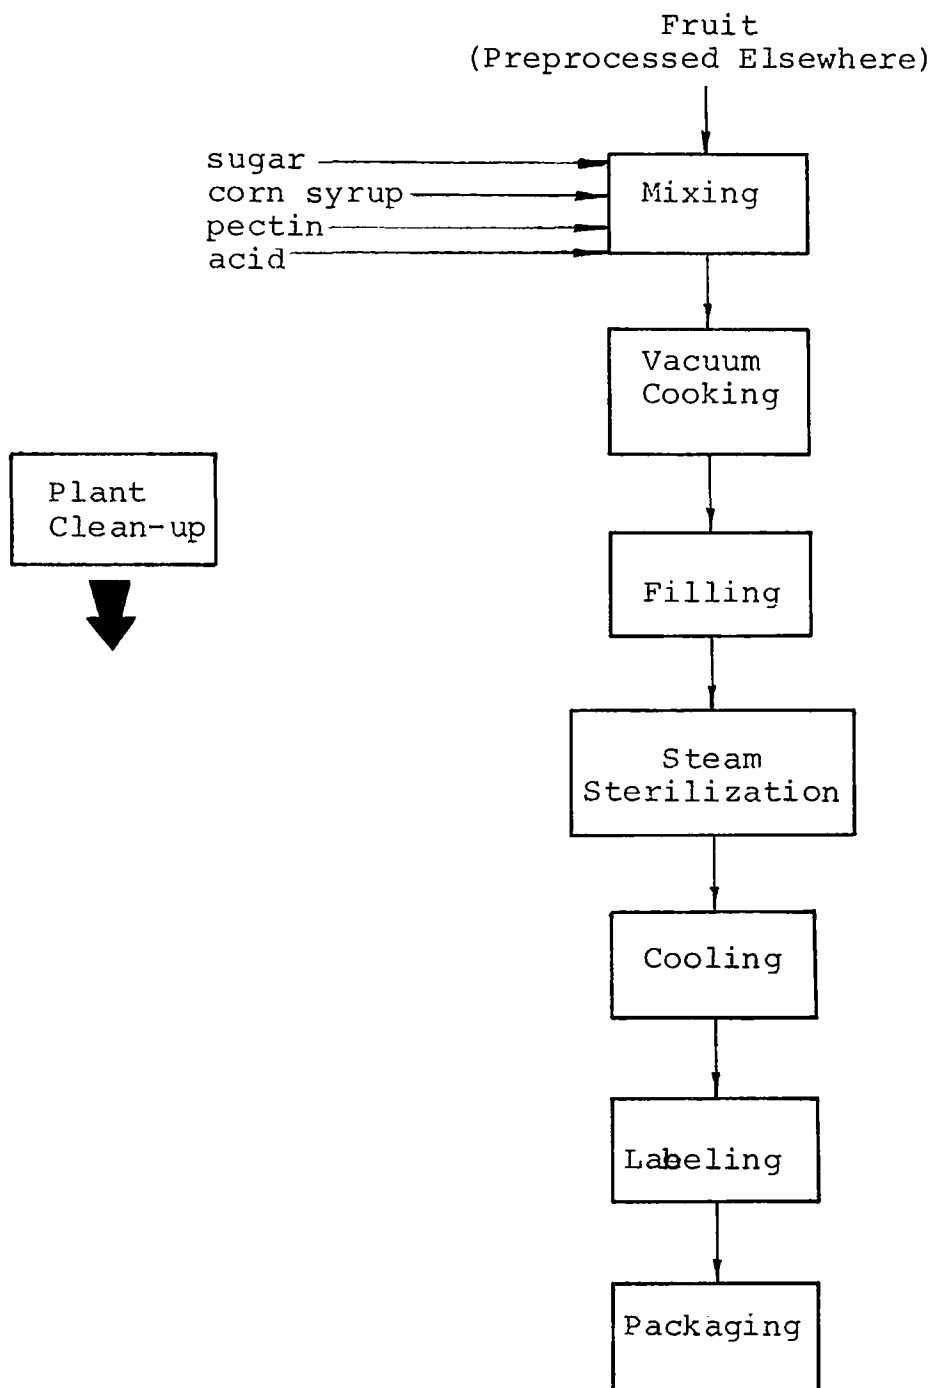 Fruit
(Preprocessed Elsewhere)
sugar
corn syrup
pectin
acid
Mixing
Vacuum
Cooking
Plant
Clean-up
Filling
Steam
Sterilization
Cooling
Labeling
Packaging